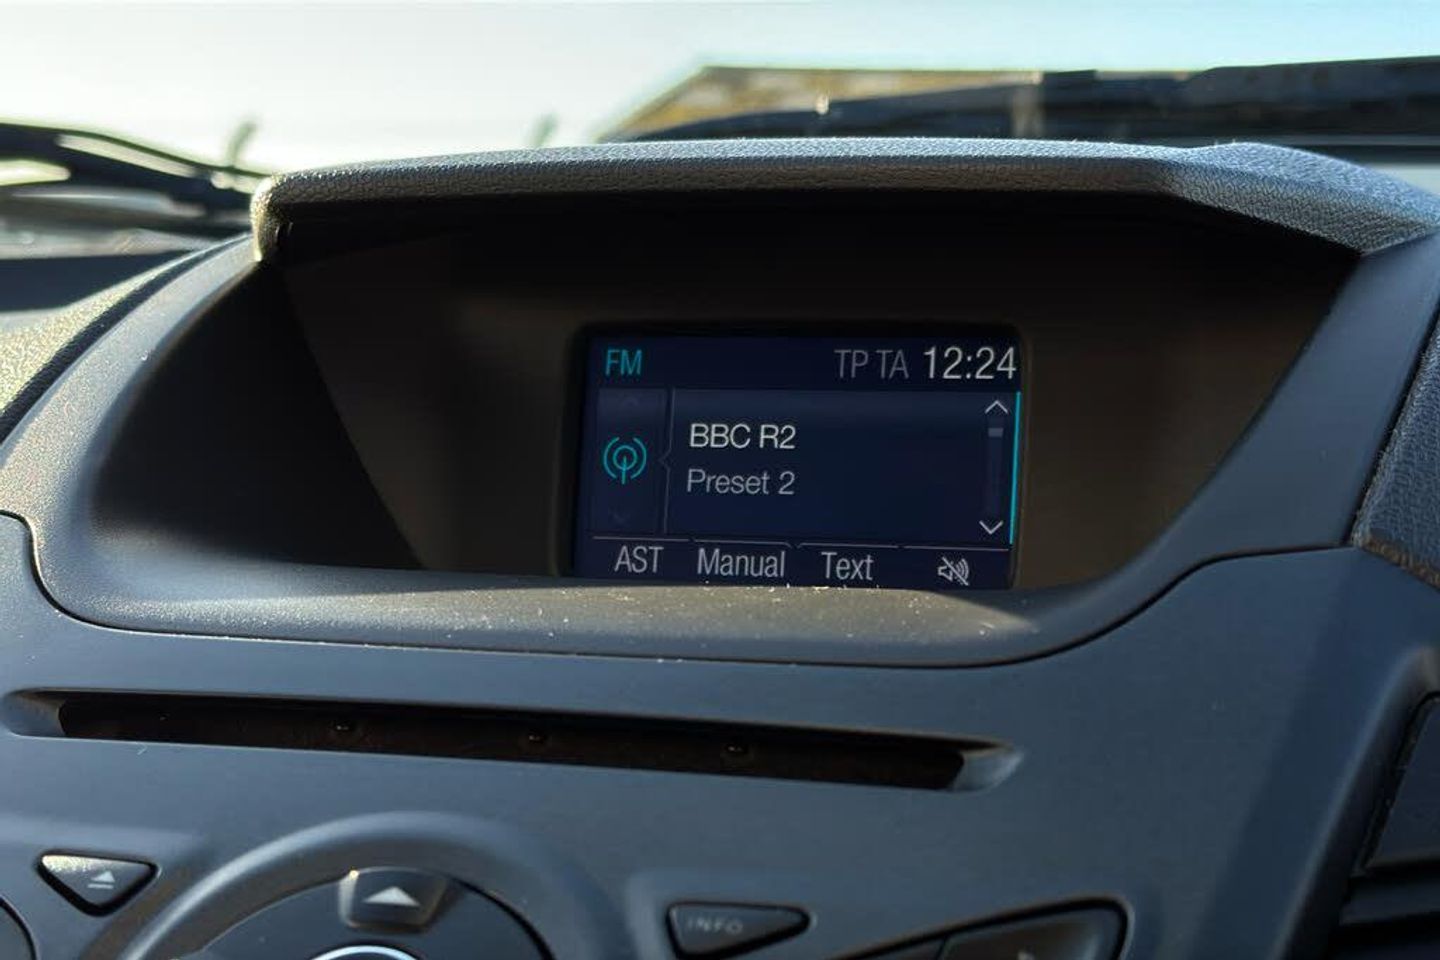 FM TP TA 12:24
BBC R2
Preset 2
AST Manual Text
INFO